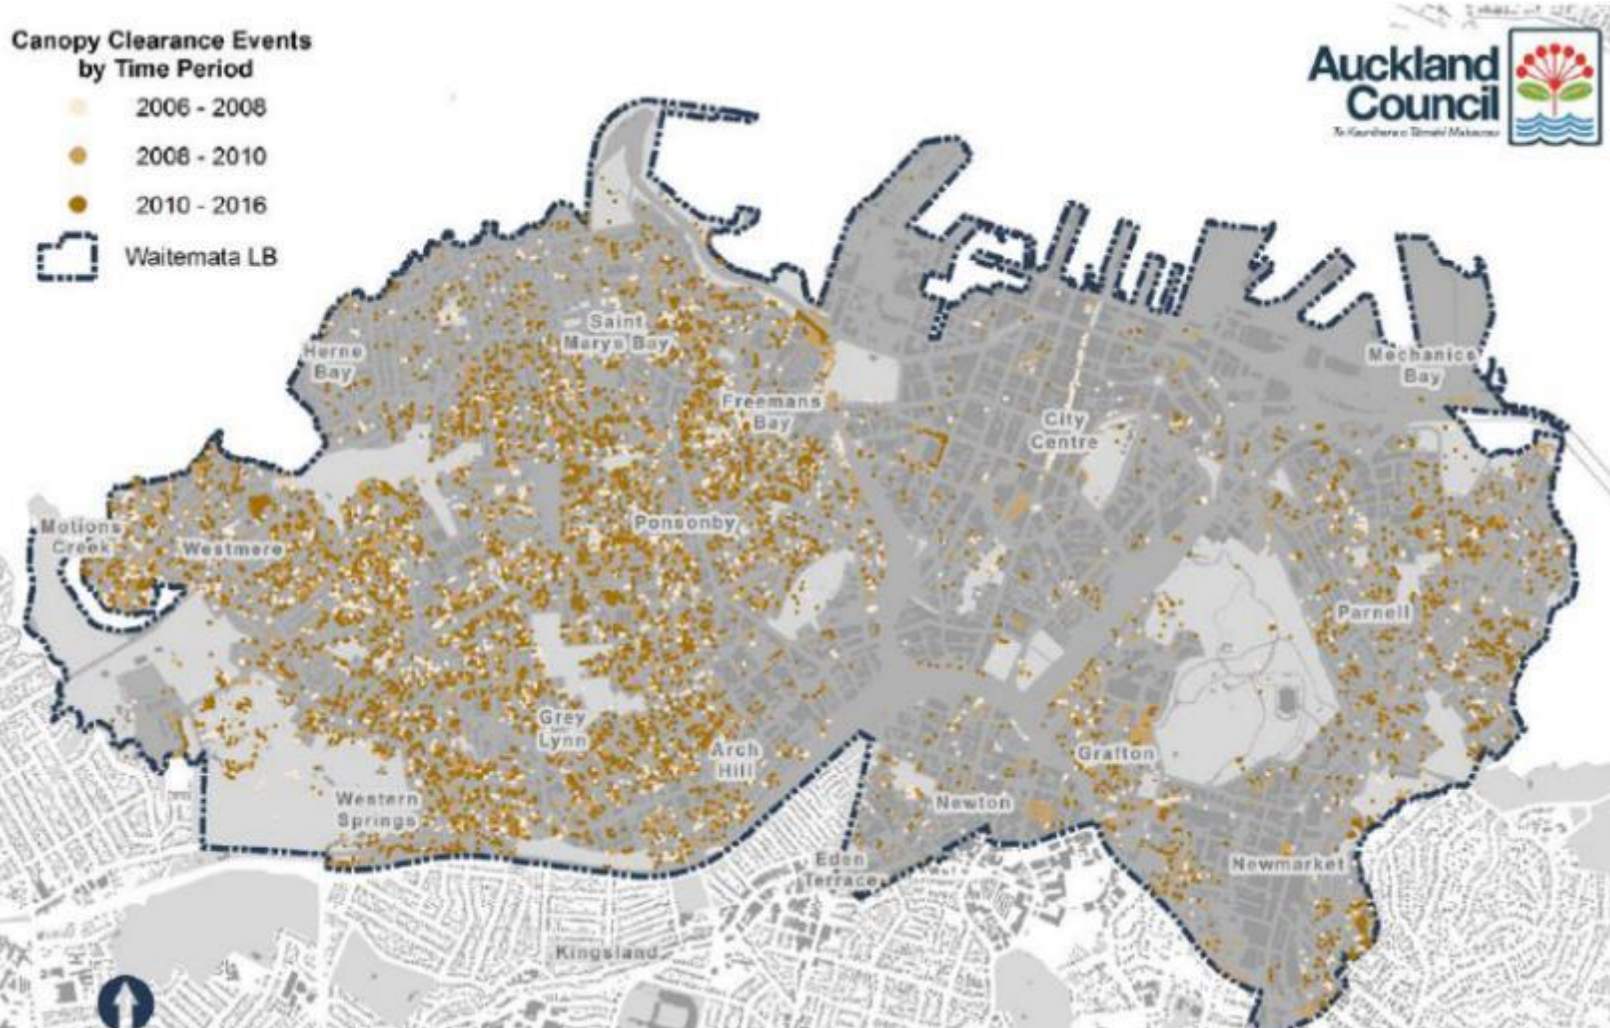 Canopy Clearance Events
by Time Period
2006 - 2008
2008 - 2010
2010 - 2016
Waitemata LB
Auckland
Council
Saint
Marys Bay
Herne
Bay
Mechanics
Bay
Freemans
Bay
City
Centre
Motions
Creek
Westmere
Ponsonby
Parnell
Grey
Lynn
Arch
Hill
Grafton
Western
Springs
Newton
Eden
Terrace
Newmarket
Kingsland